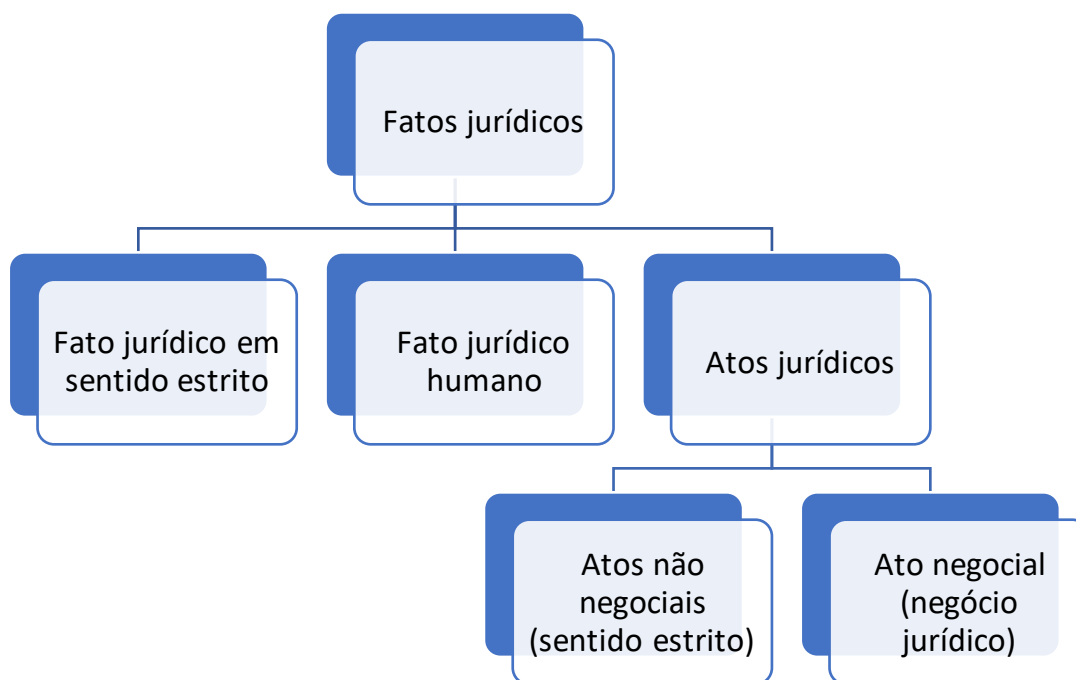 Fatos jurídicos
Fato jurídico em
sentido estrito
Fato jurídico
humano
Atos jurídicos
Atos não
negociais
(sentido estrito)
Ato negocial
(negócio
jurídico)